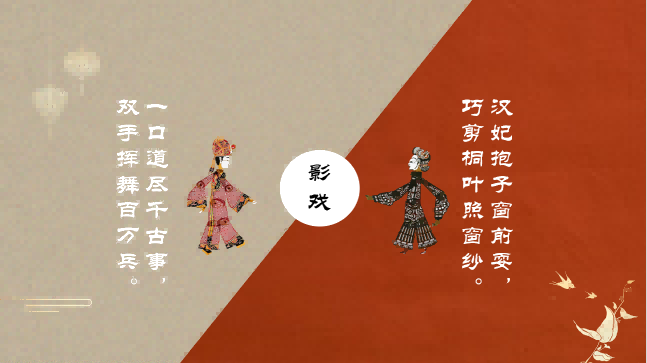 汉妃抱子窗前耍，
巧剪桐叶照窗纱。
影戏
一口道尽千古事，
双手挥舞百万兵。